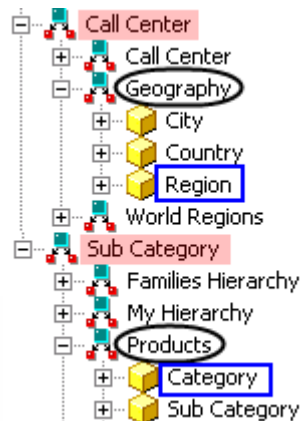 Call Center
Call Center
Geography
City
Country
Region
World Regions
Sub Category
Families Hierarchy
My Hierarchy
Products
Category
Sub Category